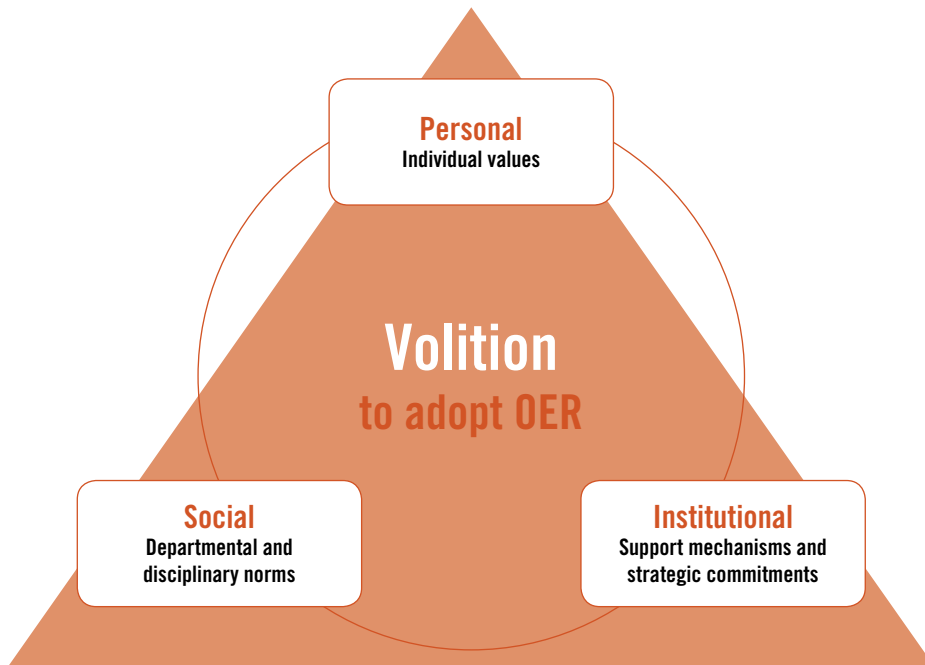 Personal
Individual values
Volition
to adopt OER
Social
Departmental and
disciplinary norms
Institutional
Support mechanisms and
strategic commitments